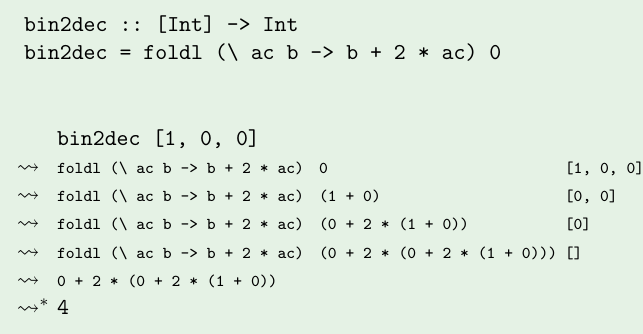 bin2dec :: [Int] -> Int
bin2dec = foldl (\ ac b -> b + 2 * ac) 0
bin2dec [1, 0, 0]
⇝ foldl (\ ac b -> b + 2 * ac) 0 [1, 0, 0]
⇝ foldl (\ ac b -> b + 2 * ac) (1 + 0) [0, 0]
⇝ foldl (\ ac b -> b + 2 * ac) (0 + 2 * (1 + 0)) [0]
⇝ foldl (\ ac b -> b + 2 * ac) (0 + 2 * (0 + 2 * (1 + 0))) []
⇝ 0 + 2 * (0 + 2 * (1 + 0))
⇝* 4